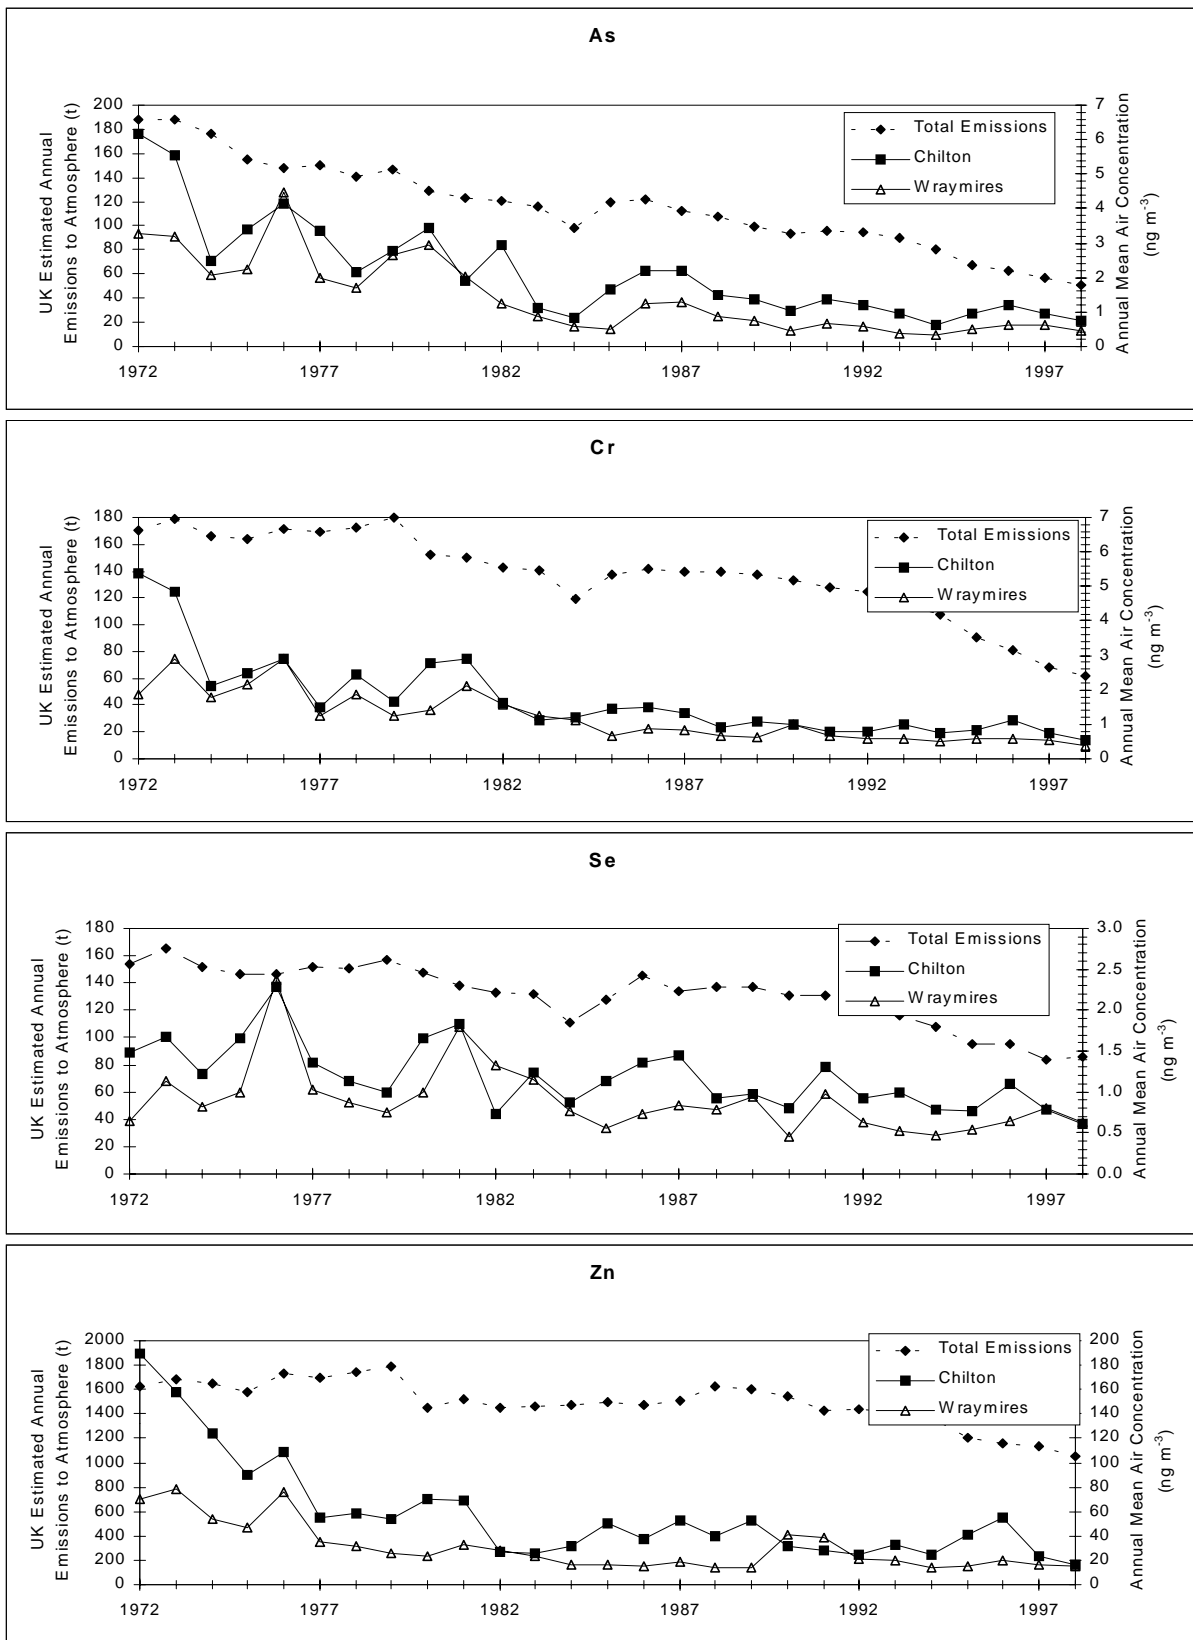 As
UK Estimated Annual
Emissions to Atmosphere (t)
200
180
160
140
120
100
80
60
40
20
0
Total Emissions
Chilton
Wraymires
7
6
5
4
3
2
1
0
Annual Mean Air Concentration
(ng m-3)
1972 1977 1982 1987 1992 1997
Cr
UK Estimated Annual
Emissions to Atmosphere (t)
180
160
140
120
100
80
60
40
20
0
Total Emissions
Chilton
Wraymires
7
6
5
4
3
2
1
0
Annual Mean Air Concentration
(ng m-3)
1972 1977 1982 1987 1992 1997
Se
UK Estimated Annual
Emissions to Atmosphere (t)
180
160
140
120
100
80
60
40
20
0
Total Emissions
Chilton
Wraymires
3.0
2.5
2.0
1.5
1.0
0.5
0.0
Annual Mean Air Concentration
(ng m-3)
1972 1977 1982 1987 1992 1997
Zn
UK Estimated Annual
Emissions to Atmosphere (t)
2000
1800
1600
1400
1200
1000
800
600
400
200
0
Total Emissions
Chilton
Wraymires
200
180
160
140
120
100
80
60
40
20
0
Annual Mean Air Concentration
(ng m-3)
1972 1977 1982 1987 1992 1997